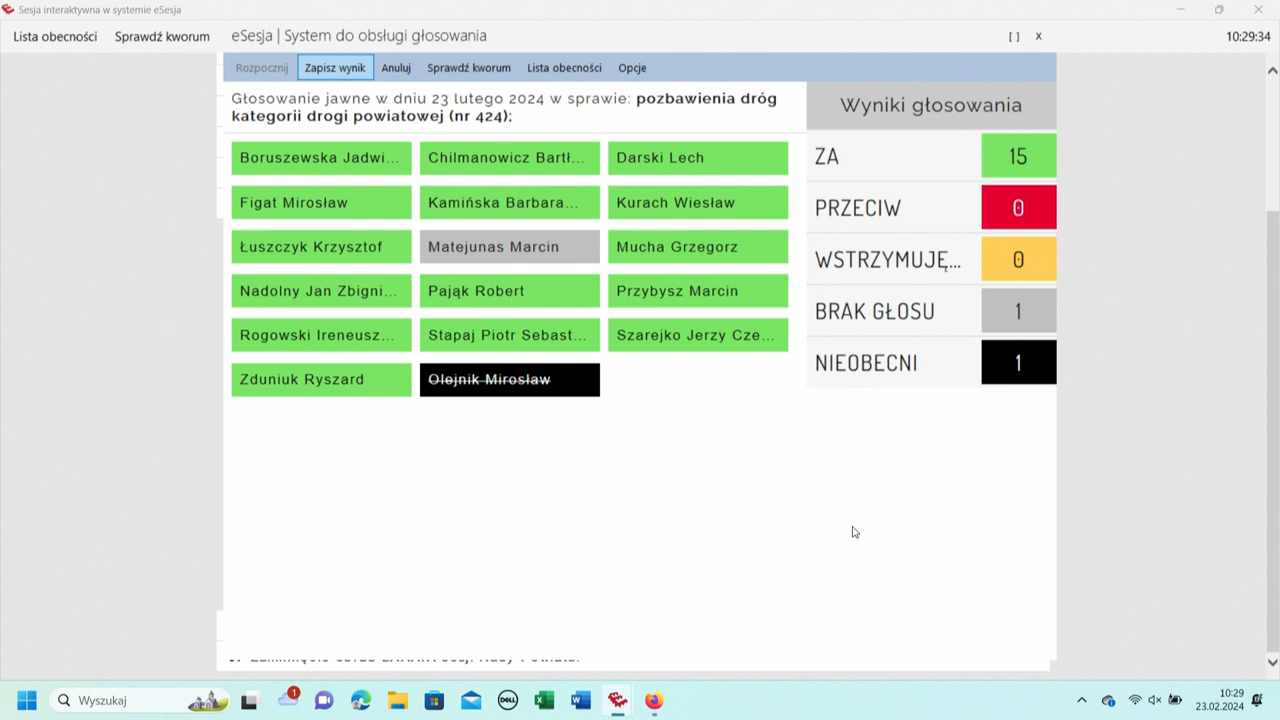 Sesja interaktywna w systemie eSesja
Lista obecności Sprawdź kworum eSesja | System do obsługi głosowania [ ] x 10:29:34
Rozpocznij Zapisz wynik Anuluj Sprawdź kworum Lista obecności Opcje
Głosowanie jawne w dniu 23 lutego 2024 w sprawie: pozbawienia dróg
kategorii drogi powiatowej (nr 424);
Boruszewska Jadwi... Chilmanowicz Bartł... Darski Lech
Figat Mirosław Kamińska Barbara... Kurach Wiesław
Łuszczyk Krzysztof Matejunas Marcin Mucha Grzegorz
Nadolny Jan Zbigni... Pająk Robert Przybysz Marcin
Rogowski Ireneusz... Stapaj Piotr Sebast... Szarejko Jerzy Cze...
Zduniuk Ryszard Olejnik Mirosław
Wyniki głosowania
ZA 15
PRZECIW 0
WSTRZYMUJĘ... 0
BRAK GŁOSU 1
NIEOBECNI 1
Wyszukaj 1 DELL 10:29
23.02.2024